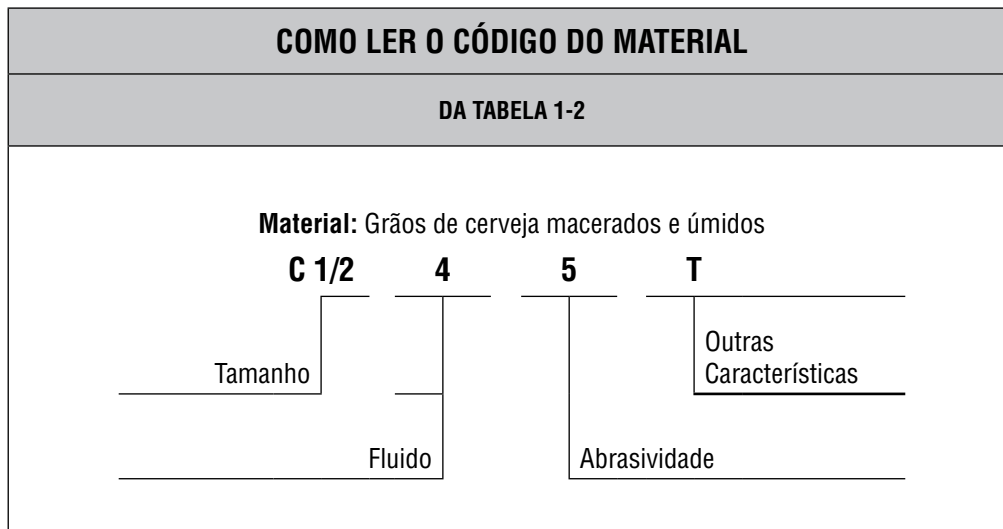 COMO LER O CÓDIGO DO MATERIAL
DA TABELA 1-2
Material: Grãos de cerveja macerados e úmidos
C 1/2 4 5 T
Tamanho
Outras
Características
Fluido
Abrasividade